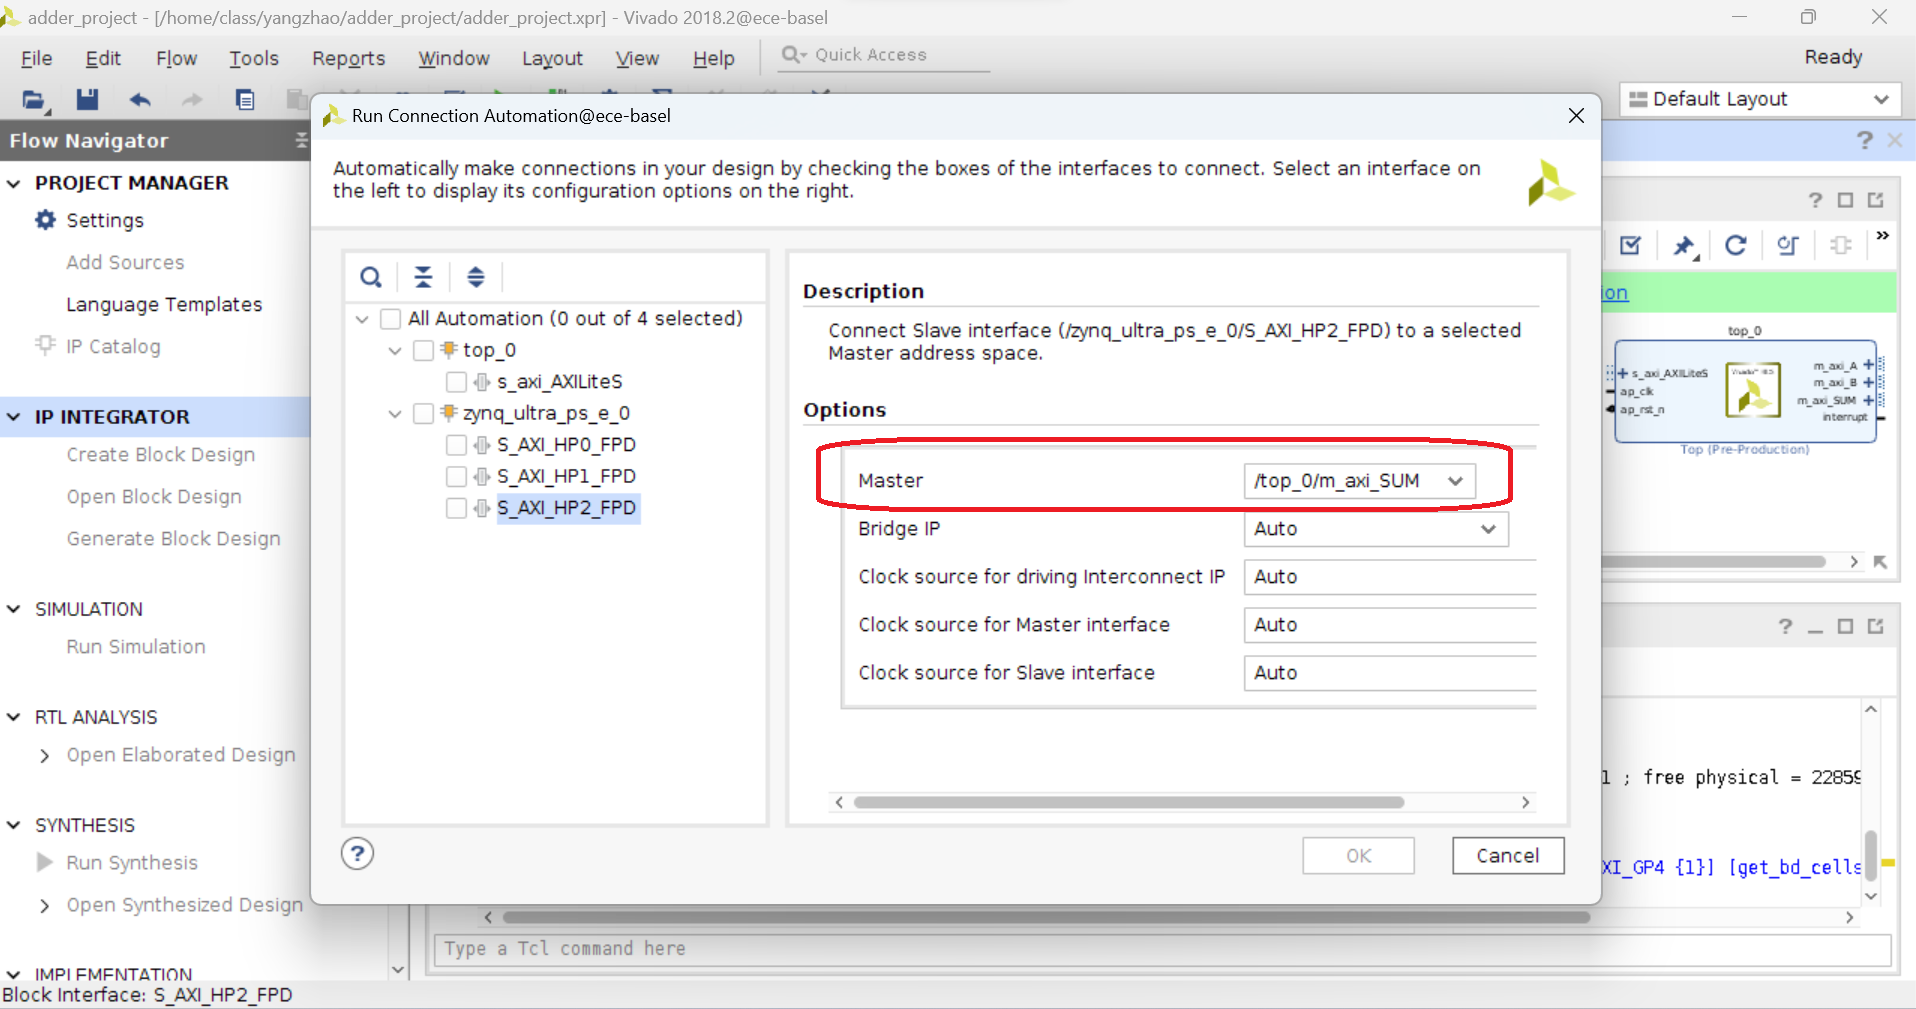 adder_project - [/home/class/yangzhao/adder_project/adder_project.xpr] - Vivado 2018.2@ece-basel
File Edit Flow Tools Reports Window Layout View Help Quick Access Ready
Default Layout
Flow Navigator
PROJECT MANAGER
Settings
Add Sources
Language Templates
IP Catalog
IP INTEGRATOR
Create Block Design
Open Block Design
Generate Block Design
SIMULATION
Run Simulation
RTL ANALYSIS
Open Elaborated Design
SYNTHESIS
Run Synthesis
Open Synthesized Design
IMPLEMENTATION
Block Interface: S_AXI_HP2_FPD
Run Connection Automation@ece-basel
Automatically make connections in your design by checking the boxes of the interfaces to connect. Select an interface on
the left to display its configuration options on the right.
All Automation (0 out of 4 selected)
top_0
s_axi_AXILiteS
zynq_ultra_ps_e_0
S_AXI_HP0_FPD
S_AXI_HP1_FPD
S_AXI_HP2_FPD
Description
Connect Slave interface (/zynq_ultra_ps_e_0/S_AXI_HP2_FPD) to a selected
Master address space.
Options
Master /top_0/m_axi_SUM
Bridge IP Auto
Clock source for driving Interconnect IP Auto
Clock source for Master interface Auto
Clock source for Slave interface Auto
?
OK Cancel
ion
top_0
s_axi_AXILiteS
ap_clk
ap_rst_n
m_axi_A
m_axi_B
m_axi_SUM
interrupt
Top (Pre-Production)
l ; free physical = 22859
XI_GP4 {1}] [get_bd_cells
Type a Tcl command here